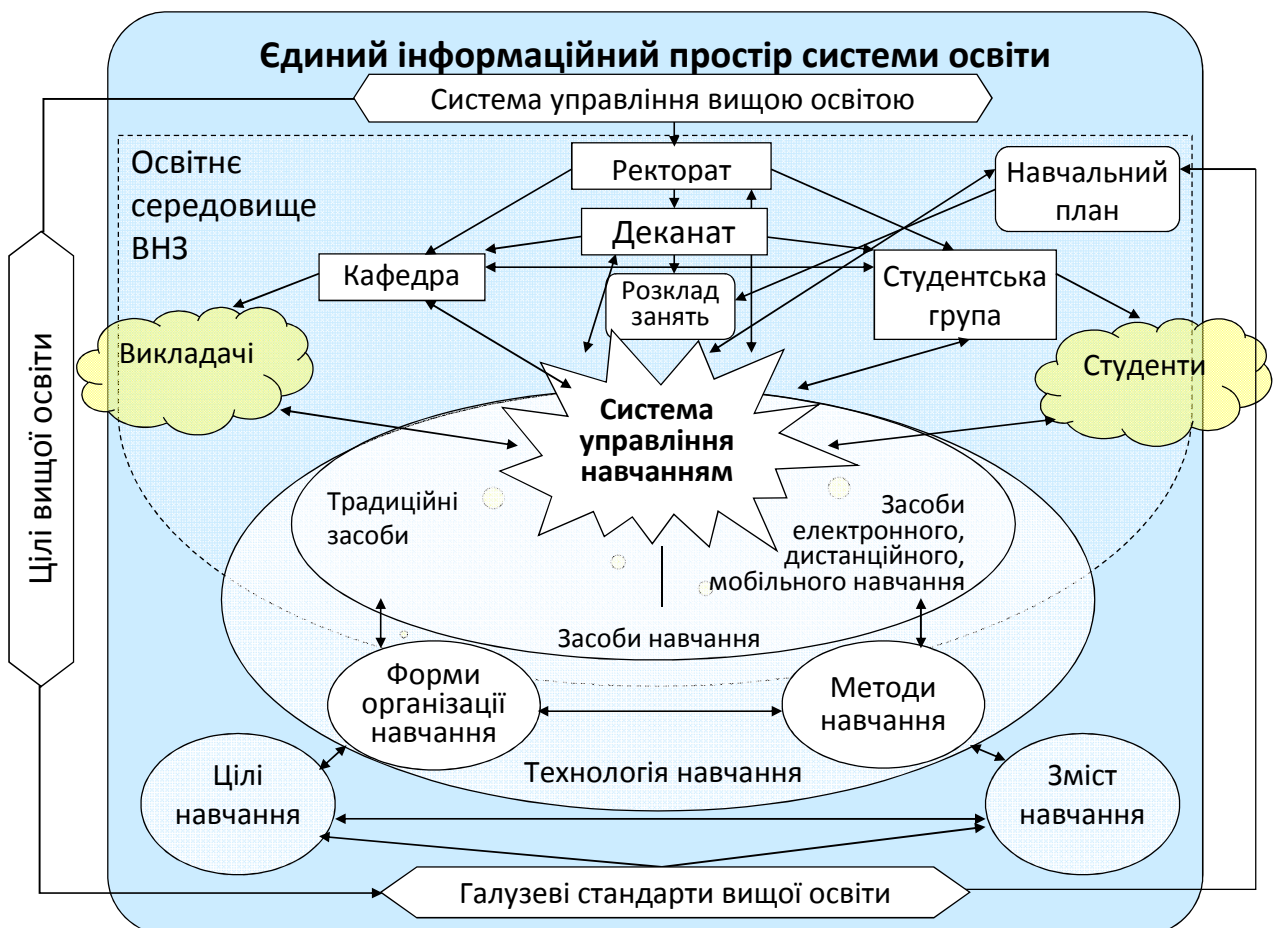 Єдиний інформаційний простір системи освіти
Система управління вищою освітою
Освітнє
середовище
ВНЗ
Ректорат
Навчальний
план
Деканат
Кафедра
Розклад
занять
Студентська
група
Викладачі
Студенти
Цілі вищої освіти
Система
управління
навчанням
Традиційні
засоби
Засоби
електронного,
дистанційного,
мобільного навчання
Засоби навчання
Форми
організації
навчання
Методи
навчання
Технологія навчання
Цілі
навчання
Зміст
навчання
Галузеві стандарти вищої освіти